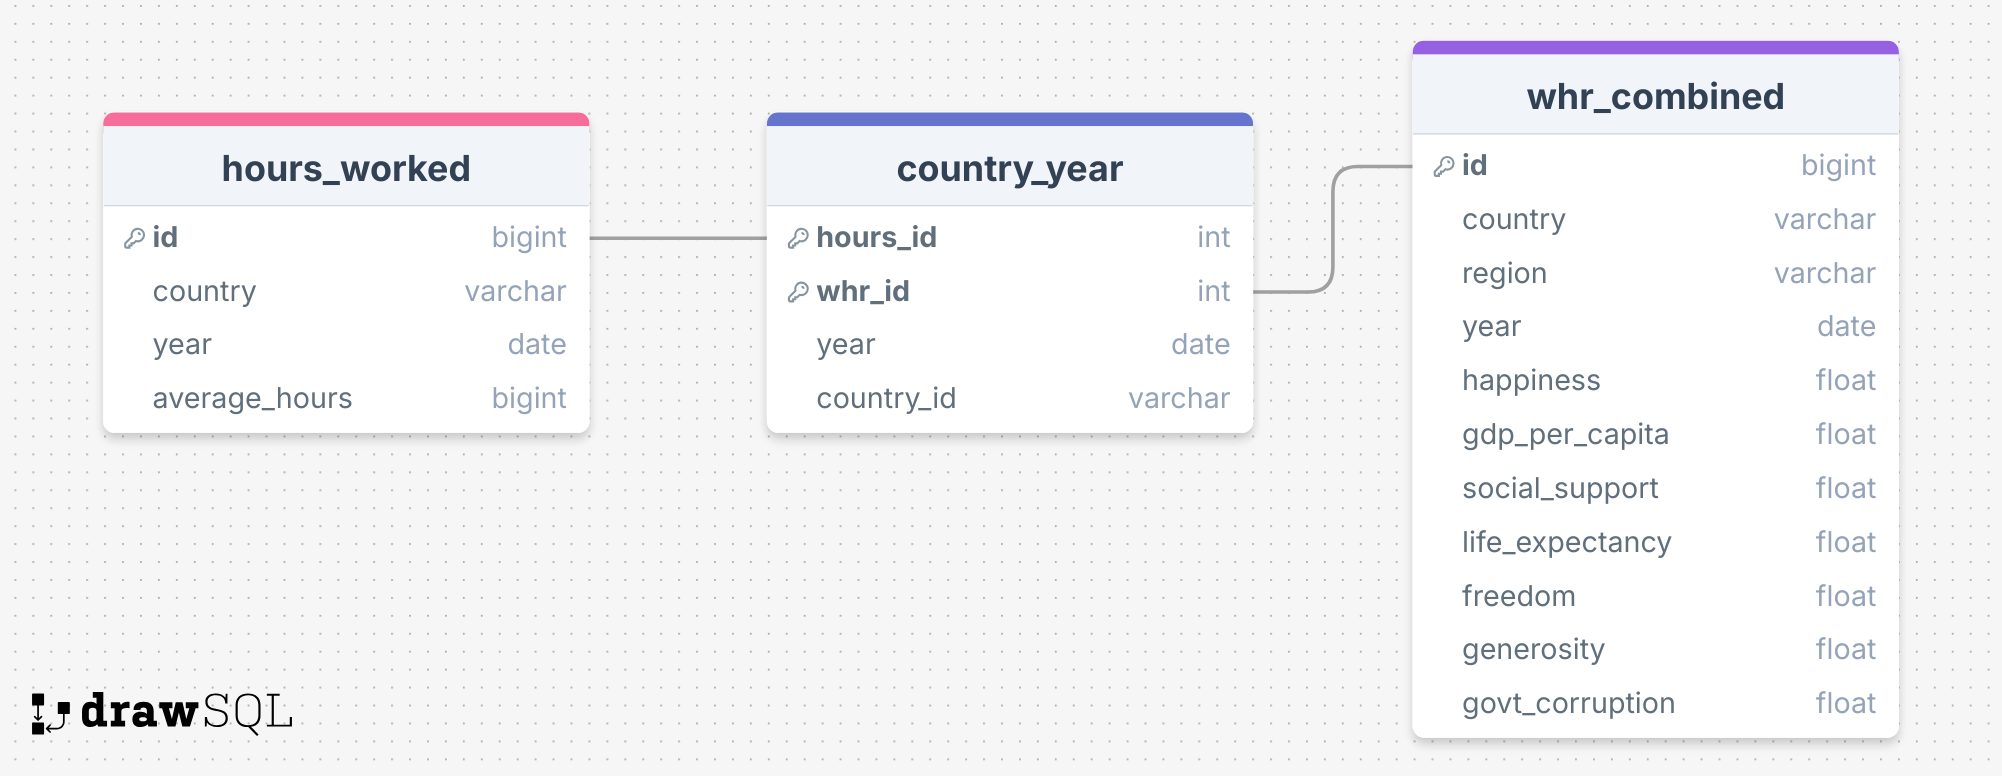 hours_worked
id bigint
country varchar
year date
average_hours bigint
country_year
hours_id int
whr_id int
year date
country_id varchar
whr_combined
id bigint
country varchar
region varchar
year date
happiness float
gdp_per_capita float
social_support float
life_expectancy float
freedom float
generosity float
govt_corruption float
drawSQL